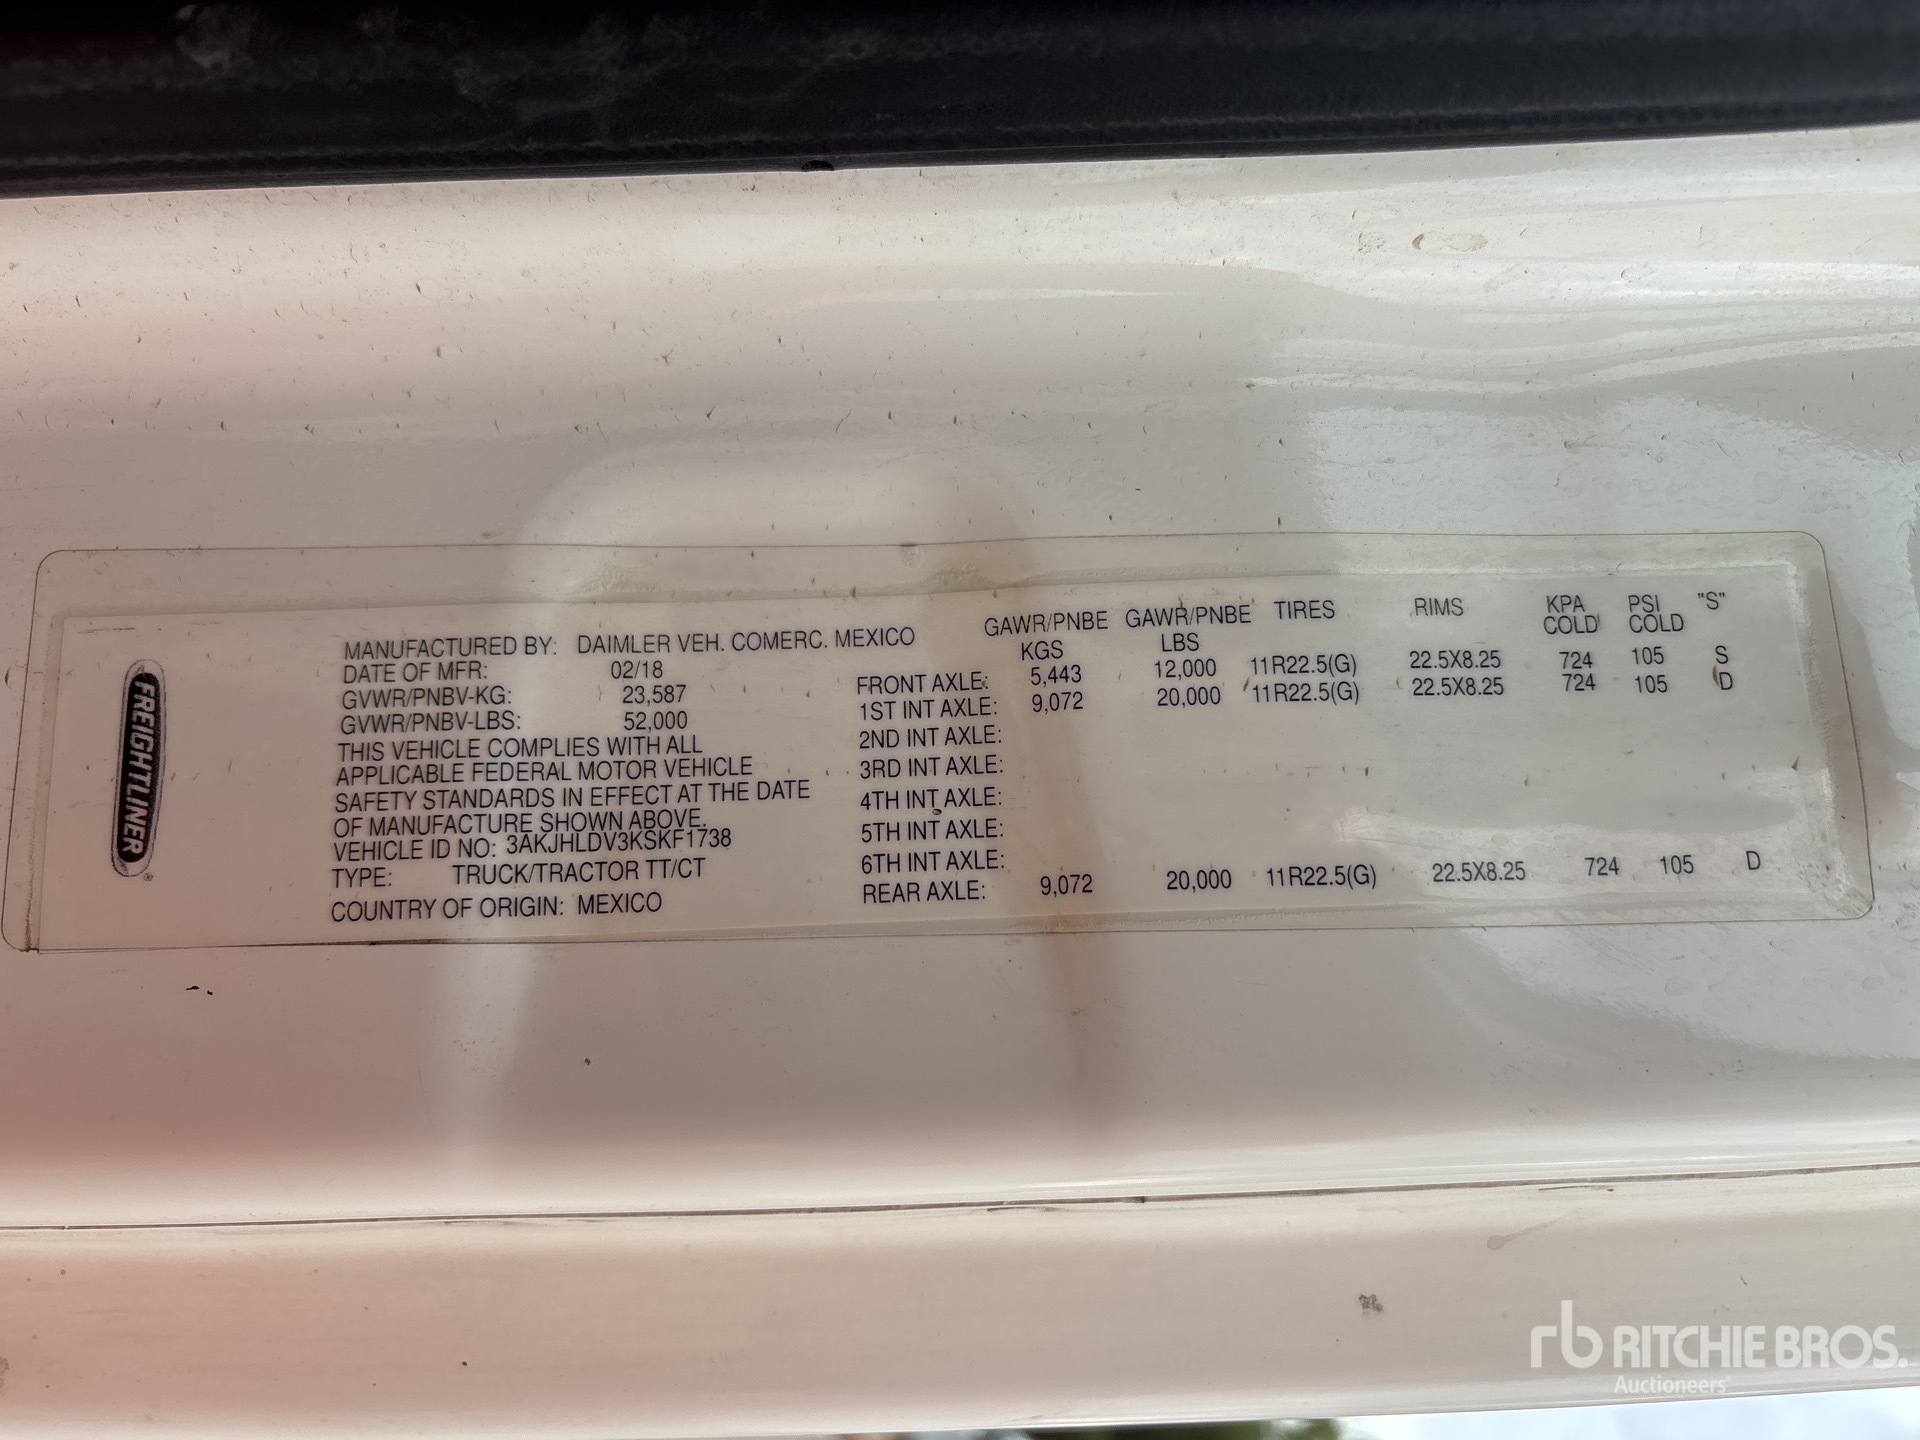 FREIGHTLINER
MANUFACTURED BY: DAIMLER VEH. COMERC. MEXICO
DATE OF MFR: 02/18
GVWR/PNBV-KG: 23,587
GVWR/PNBV-LBS: 52,000
THIS VEHICLE COMPLIES WITH ALL
APPLICABLE FEDERAL MOTOR VEHICLE
SAFETY STANDARDS IN EFFECT AT THE DATE
OF MANUFACTURE SHOWN ABOVE.
VEHICLE ID NO: 3AKJHLDV3KSKF1738
TYPE: TRUCK/TRACTOR TT/CT
COUNTRY OF ORIGIN: MEXICO
GAWR/PNBE GAWR/PNBE TIRES RIMS KPA PSI "S"
KGS LBS COLD COLD
FRONT AXLE: 5,443 12,000 11R22.5(G) 22.5X8.25 724 105 S
1ST INT AXLE: 9,072 20,000 11R22.5(G) 22.5X8.25 724 105 D
2ND INT AXLE:
3RD INT AXLE:
4TH INT AXLE:
5TH INT AXLE:
6TH INT AXLE:
REAR AXLE: 9,072 20,000 11R22.5(G) 22.5X8.25 724 105 D
rb RITCHIE BROS.
Auctioneers